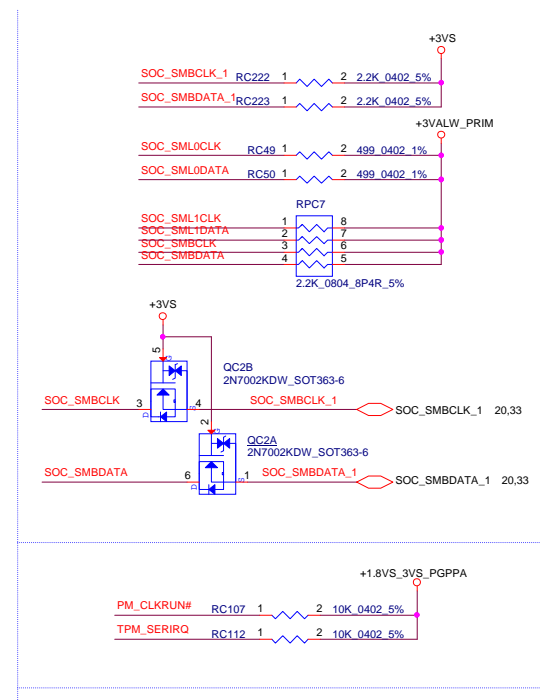 +3VS
SOC_SMBCLK_1 RC222 1 2 2.2K_0402_5%
SOC_SMBDATA_1 RC223 1 2 2.2K_0402_5%
+3VALW_PRIM
SOC_SML0CLK RC49 1 2 499_0402_1%
SOC_SML0DATA RC50 1 2 499_0402_1%
RPC7
SOC_SML1CLK 1 8
SOC_SML1DATA 2 7
SOC_SMBCLK 3 6
SOC_SMBDATA 4 5
2.2K_0804_8P4R_5%
+3VS
5 G
QC2B
2N7002KDW_SOT363-6
SOC_SMBCLK 3 D S 4 SOC_SMBCLK_1 SOC_SMBCLK_1 20,33
2 G
QC2A
2N7002KDW_SOT363-6
SOC_SMBDATA 6 D S 1 SOC_SMBDATA_1 SOC_SMBDATA_1 20,33
+1.8VS_3VS_PGPPA
PM_CLKRUN# RC107 1 2 10K_0402_5%
TPM_SERIRQ RC112 1 2 10K_0402_5%